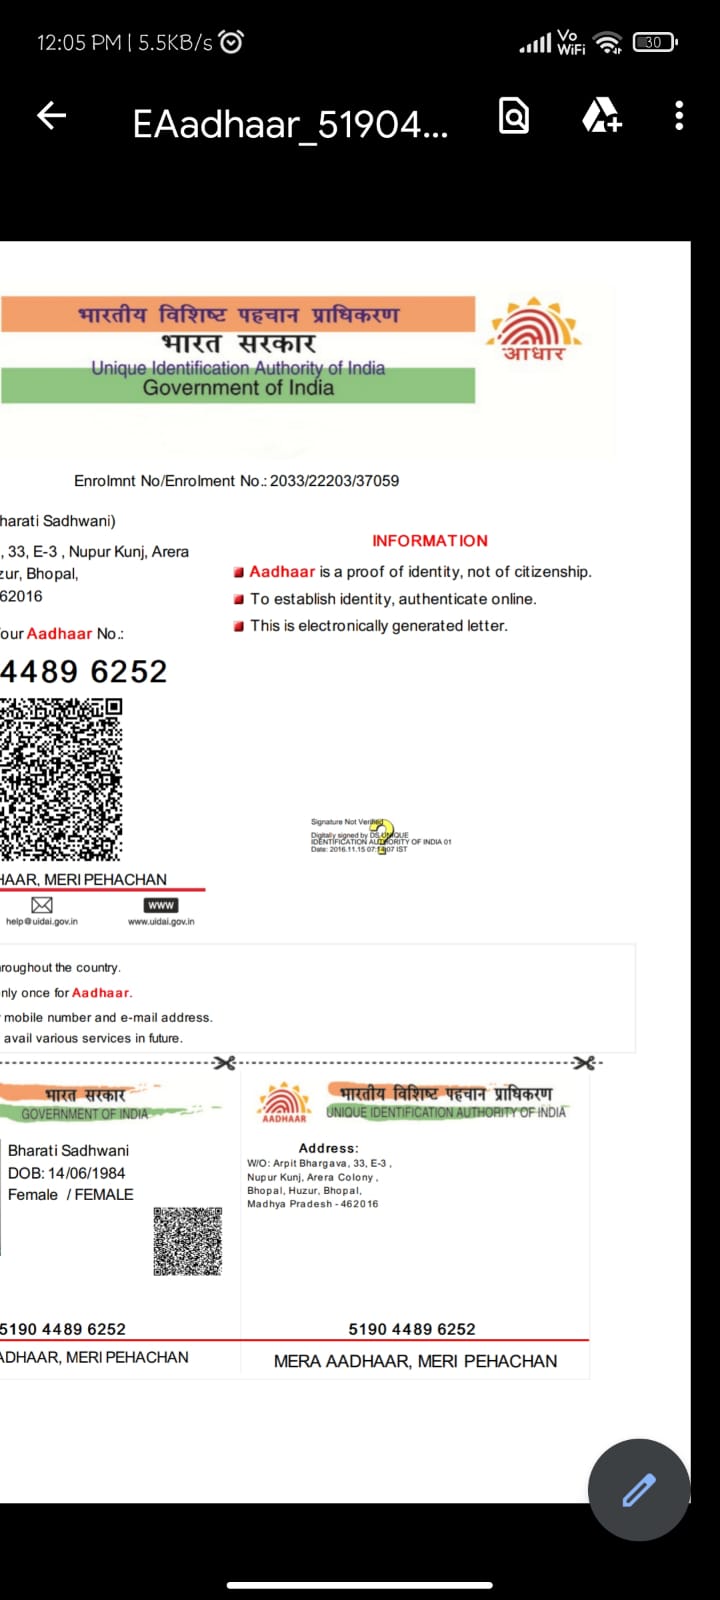 12:05 PM | 5.5KB/s
Vo WiFi
30
EAadhaar_51904...
भारतीय विशिष्ट पहचान प्राधिकरण
भारत सरकार
Unique Identification Authority of India
Government of India
आधार
Enrolmnt No/Enrolment No.: 2033/22203/37059
harati Sadhwani)
, 33, E-3 , Nupur Kunj, Arera
zur, Bhopal,
62016
our Aadhaar No.:
4489 6252
INFORMATION
Aadhaar is a proof of identity, not of citizenship.
To establish identity, authenticate online.
This is electronically generated letter.
Signature Not Verified
Digitally signed by DS UNIQUE
IDENTIFICATION AUTHORITY OF INDIA 01
Date: 2016.11.15 07:14:07 IST
HAAR, MERI PEHACHAN
www
help@uidai.gov.in
www.uidai.gov.in
roughout the country.
nly once for Aadhaar.
mobile number and e-mail address.
avail various services in future.
भारत सरकार
GOVERNMENT OF INDIA
Bharati Sadhwani
DOB: 14/06/1984
Female / FEMALE
5190 4489 6252
ADHAAR, MERI PEHACHAN
AADHAAR
भारतीय विशिष्ट पहचान प्राधिकरण
UNIQUE IDENTIFICATION AUTHORITY OF INDIA
Address:
W/O: Arpit Bhargava, 33, E-3 ,
Nupur Kunj, Arera Colony ,
Bhopal, Huzur, Bhopal,
Madhya Pradesh - 462016
5190 4489 6252
MERA AADHAAR, MERI PEHACHAN